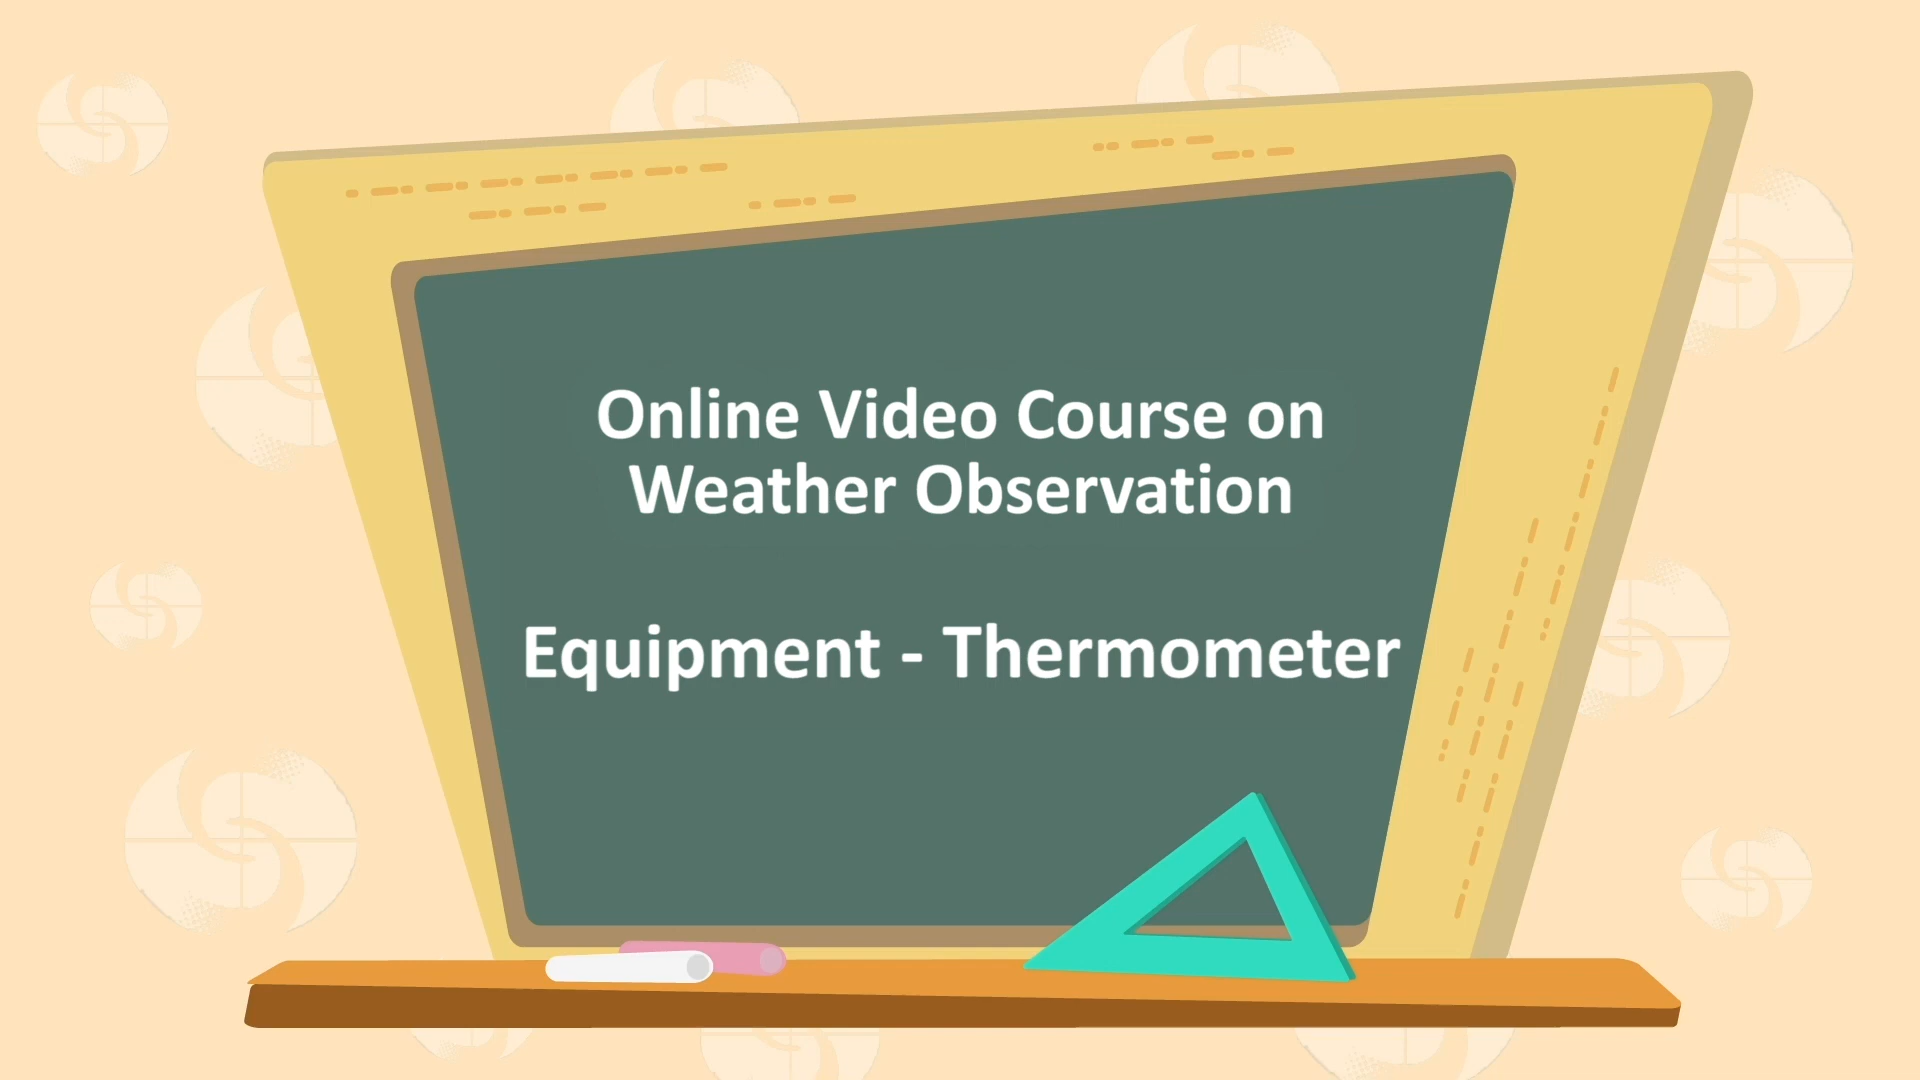 Online Video Course on
Weather Observation
Equipment - Thermometer